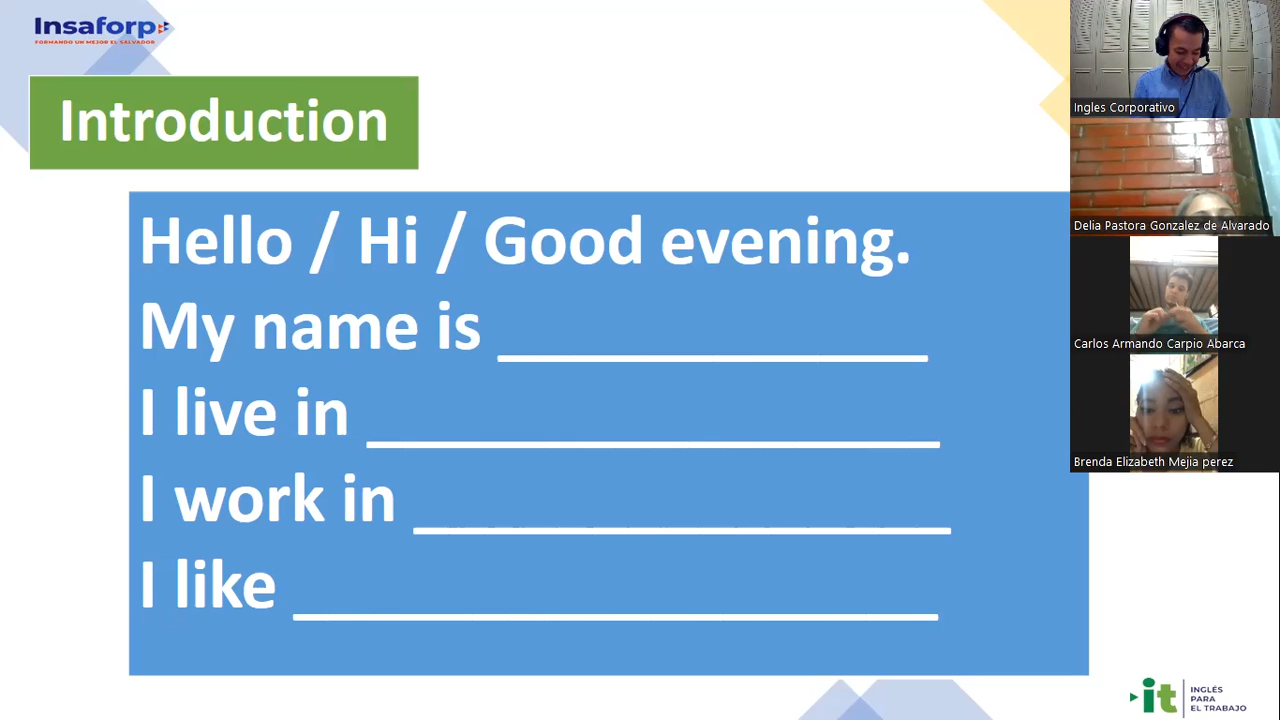 Insaforp
FORMANDO UN MEJOR EL SALVADOR
Introduction
Hello / Hi / Good evening.
My name is _______________
I live in ____________________
I work in ___________________
I like _______________________
Ingles Corporativo
Delia Pastora Gonzalez de Alvarado
Carlos Armando Carpio Abarca
Brenda Elizabeth Mejia perez
it
INGLÉS
PARA
EL TRABAJO